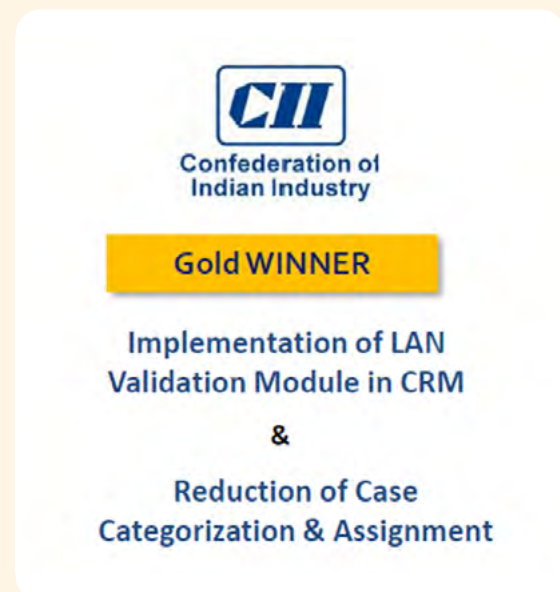 CII
Confederation of
Indian Industry
Gold WINNER
Implementation of LAN
Validation Module in CRM
&
Reduction of Case
Categorization & Assignment